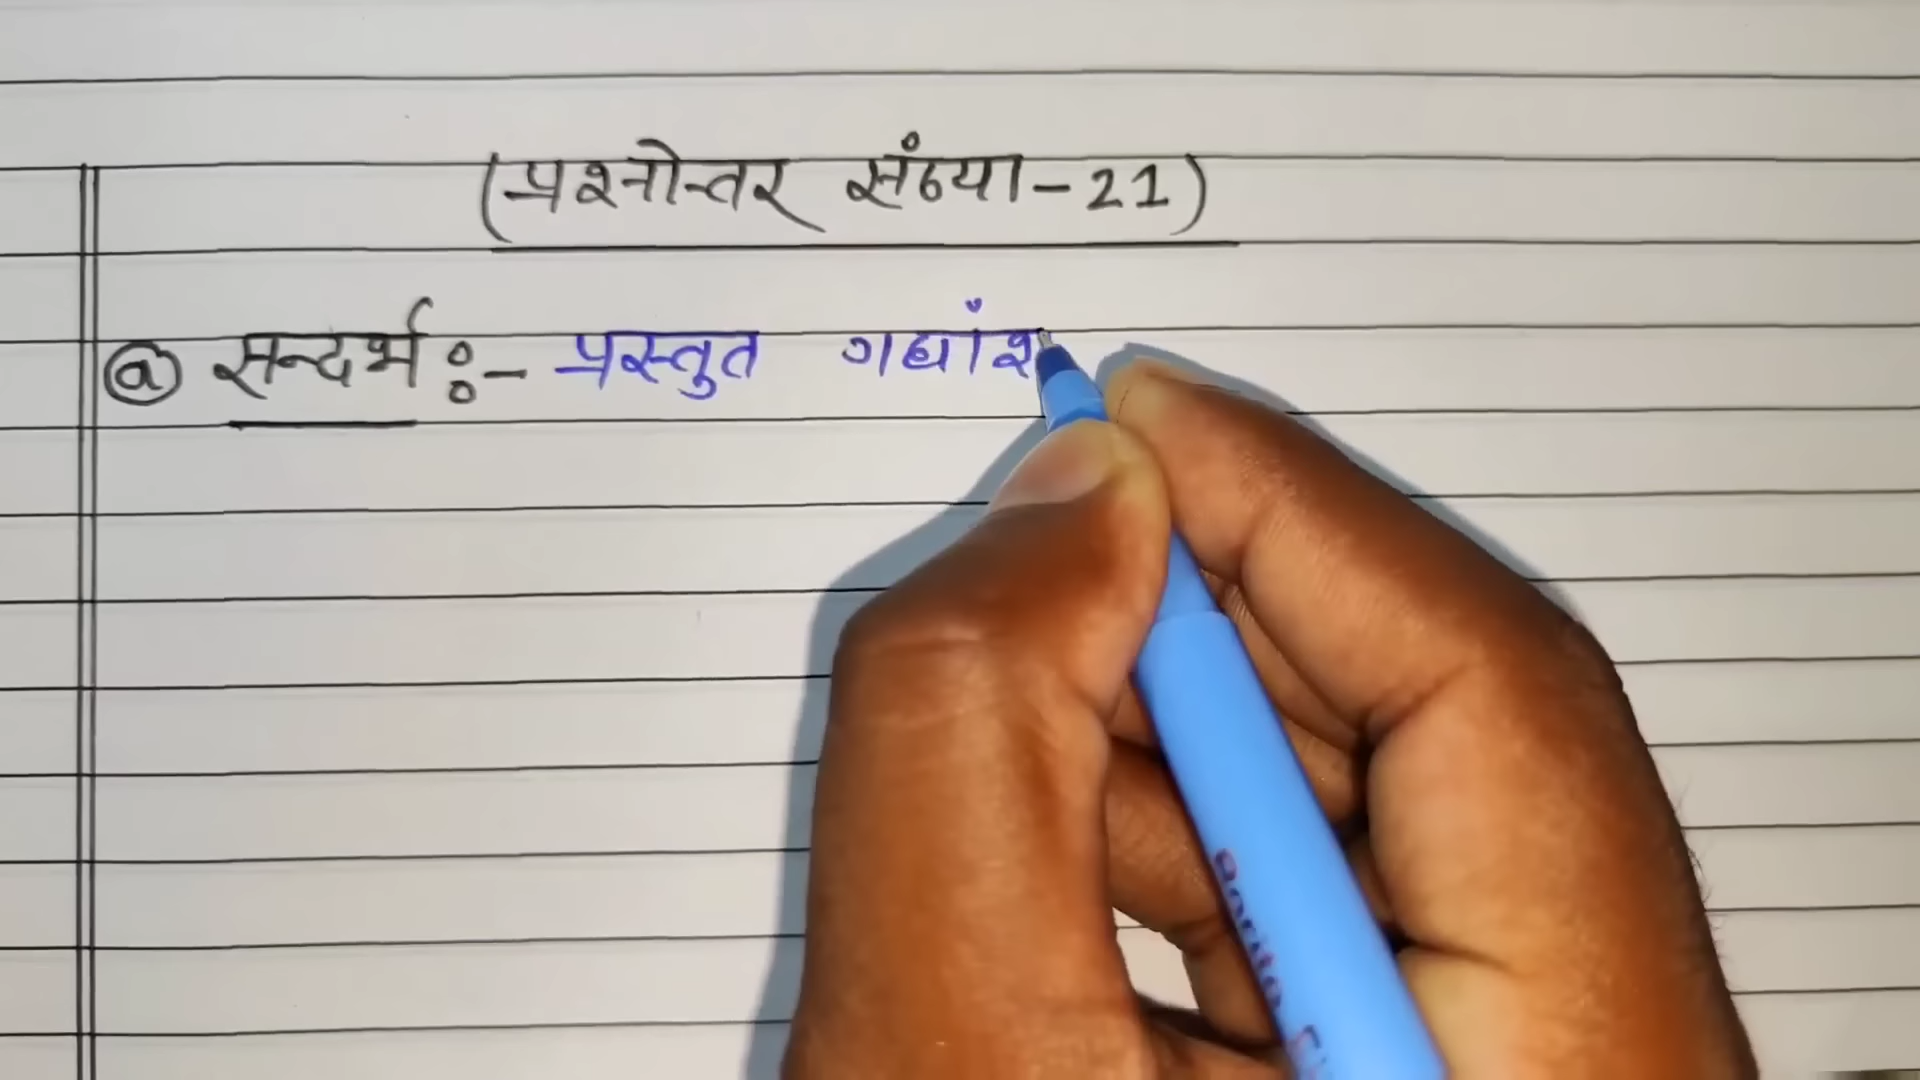 (प्रश्नोत्तर संख्या-21)
ⓐ सन्दर्भ :- प्रस्तुत गद्यांश